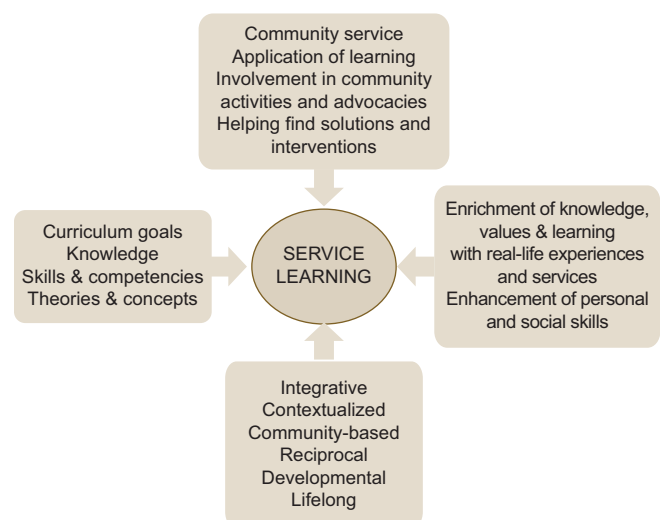 Community service
Application of learning
Involvement in community
activities and advocacies
Helping find solutions and
interventions
Curriculum goals
Knowledge
Skills & competencies
Theories & concepts
SERVICE
LEARNING
Enrichment of knowledge,
values & learning
with real-life experiences
and services
Enhancement of personal
and social skills
Integrative
Contextualized
Community-based
Reciprocal
Developmental
Lifelong